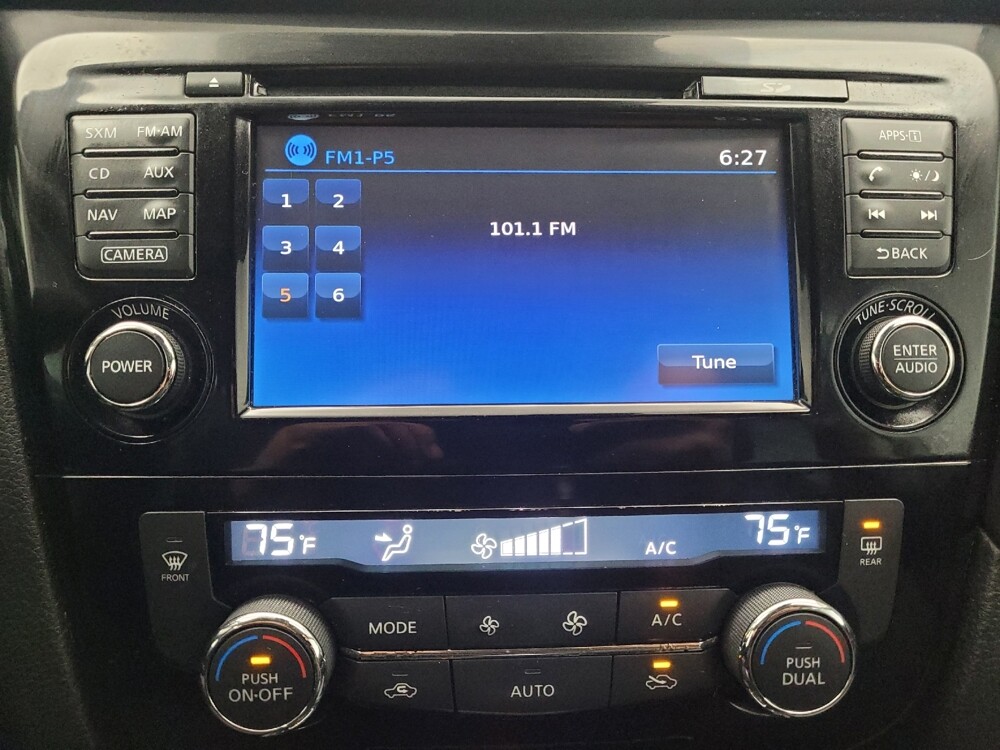 SD
SXM FM·AM
CD AUX
NAV MAP
CAMERA
FM1-P5 6:27
1 2
101.1 FM
3 4
5 6
Tune
APPS·i
BACK
VOLUME
POWER
TUNE·SCROLL
ENTER
AUDIO
75°F A/C 75°F
FRONT
REAR
MODE A/C
PUSH
ON·OFF
AUTO
PUSH
DUAL